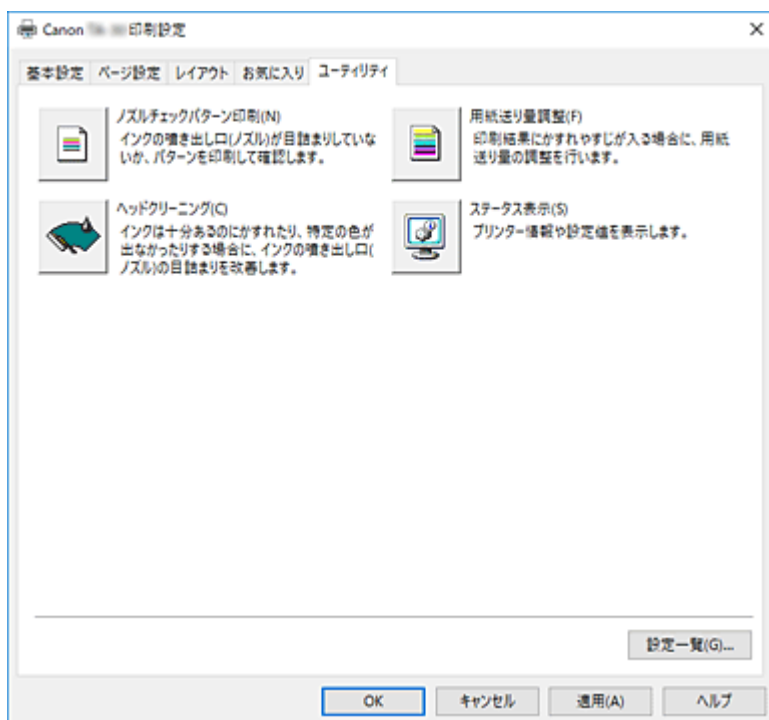 Canon 印刷設定
基本設定 ページ設定 レイアウト お気に入り ユーティリティ
ノズルチェックパターン印刷(N)
インクの噴き出し口(ノズル)が目詰まりしていな
いか、パターンを印刷して確認します。
用紙送り量調整(F)
印刷結果にかすれやすじが入る場合に、用紙
送り量の調整を行います。
ヘッドクリーニング(C)
インクは十分あるのにかすれたり、特定の色が
出なかったりする場合に、インクの噴き出し口(
ノズル)の目詰まりを改善します。
ステータス表示(S)
プリンター情報や設定値を表示します。
設定一覧(G)...
OK キャンセル 適用(A) ヘルプ